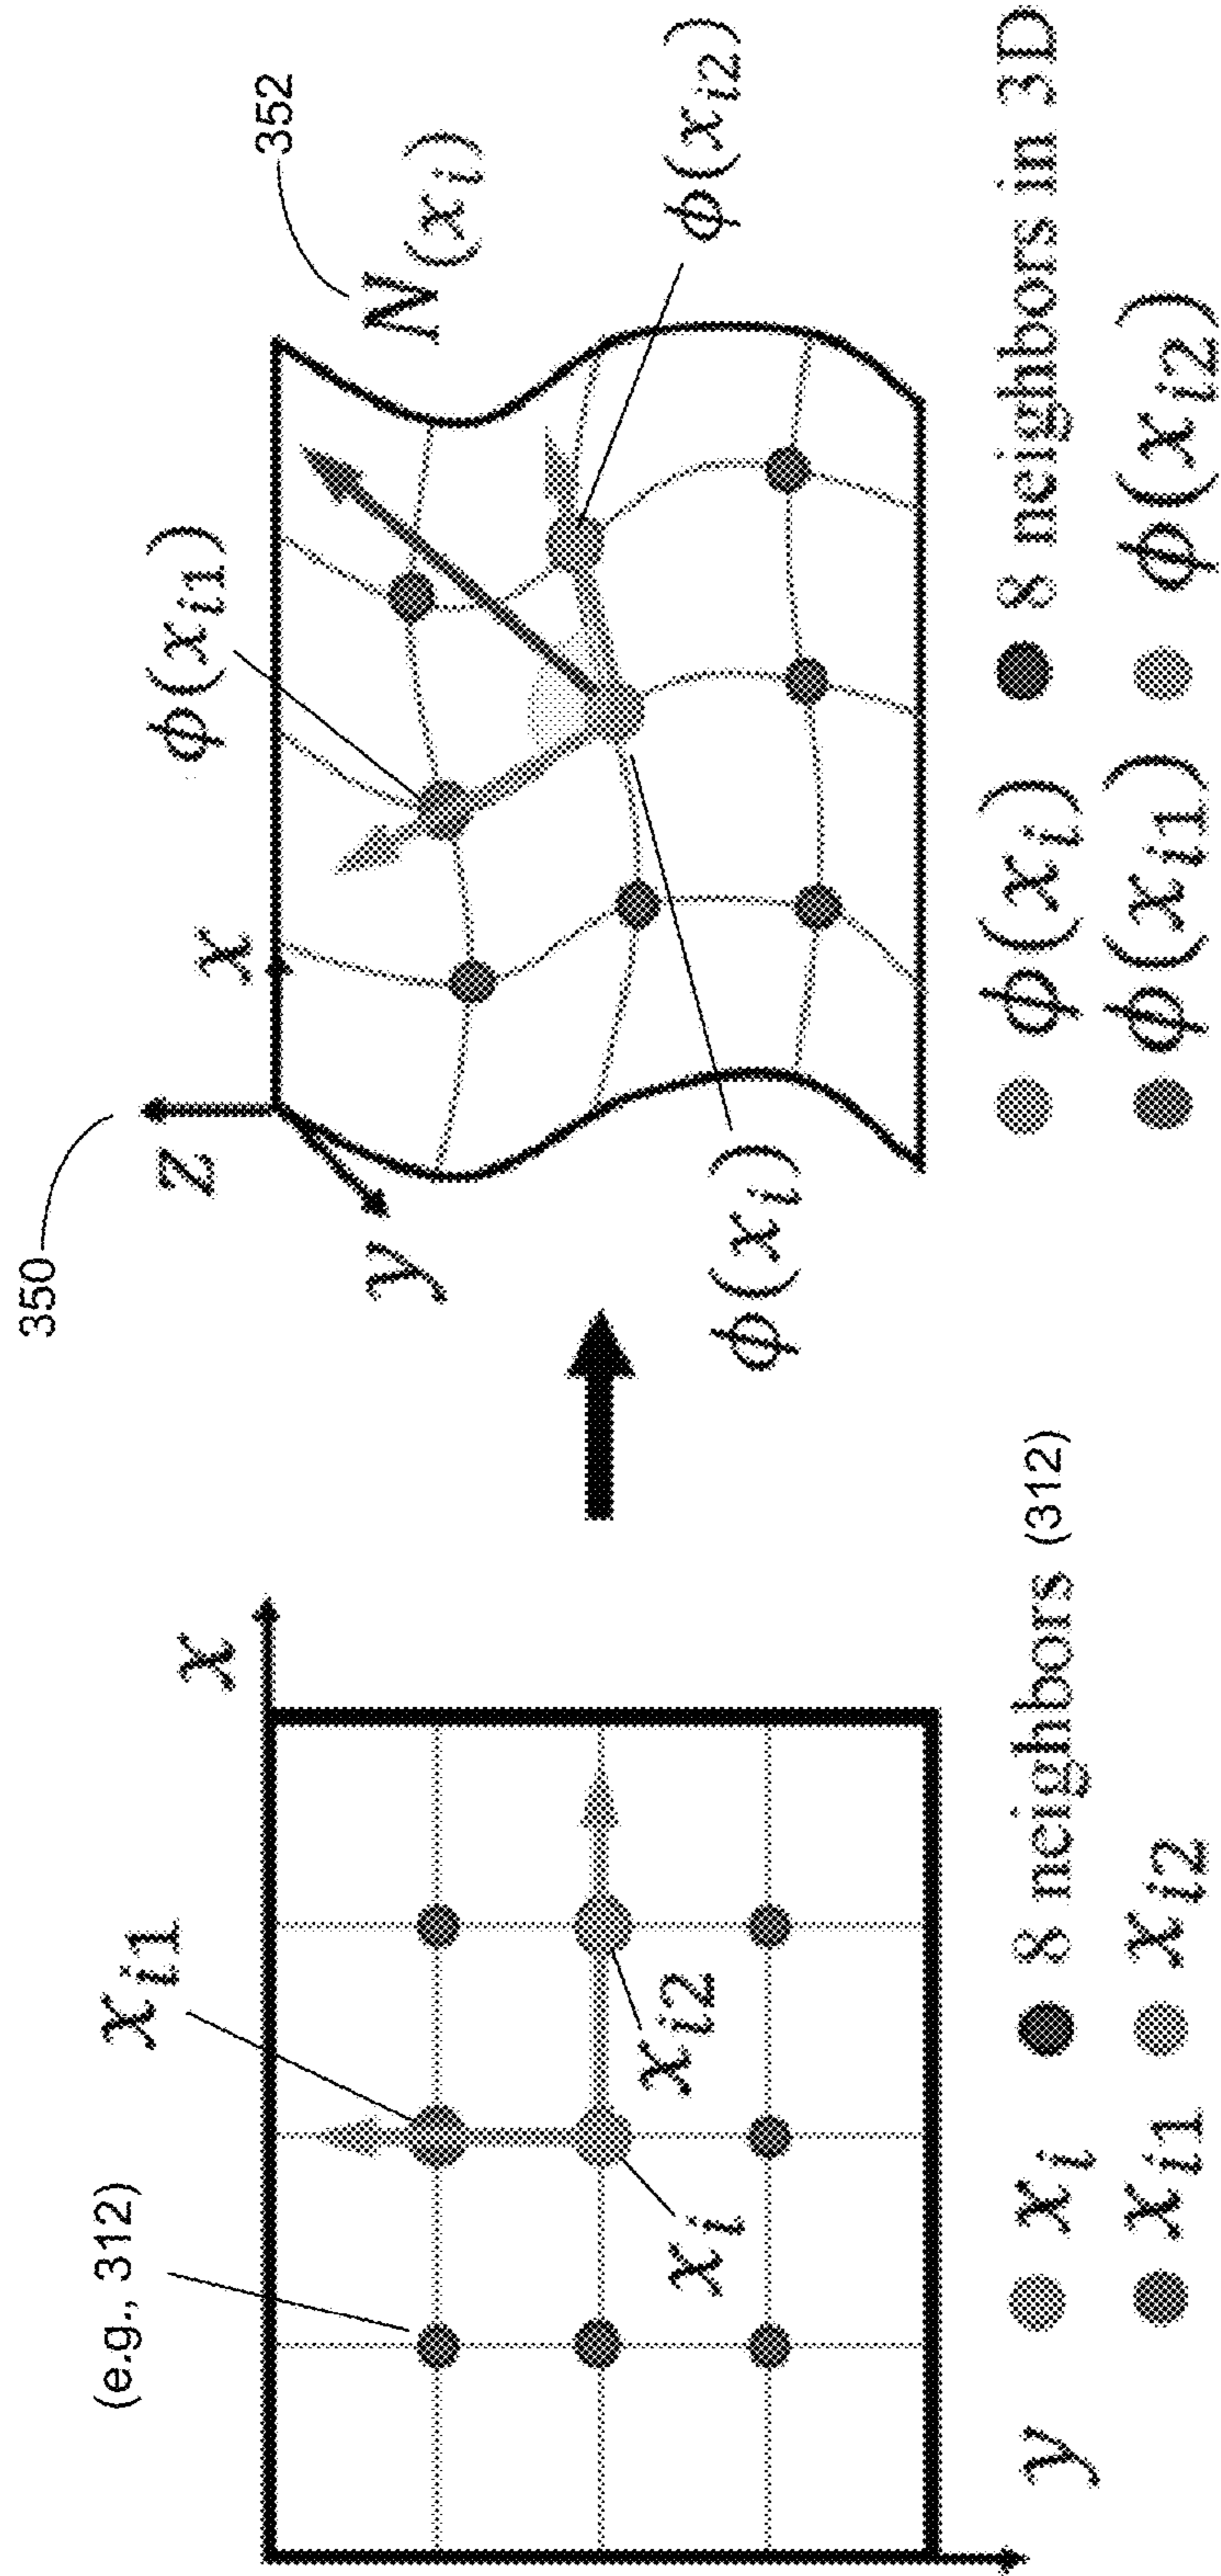 (e.g., 312)
x_{i1}
x
x_i
x_{i2}
y
x_i
8 neighbors (312)
x_{i1}
x_{i2}
350
z
x
y
ϕ(x_{i1})
352
N(x_i)
ϕ(x_i)
ϕ(x_{i2})
ϕ(x_i)
8 neighbors in 3D
ϕ(x_{i1})
ϕ(x_{i2})